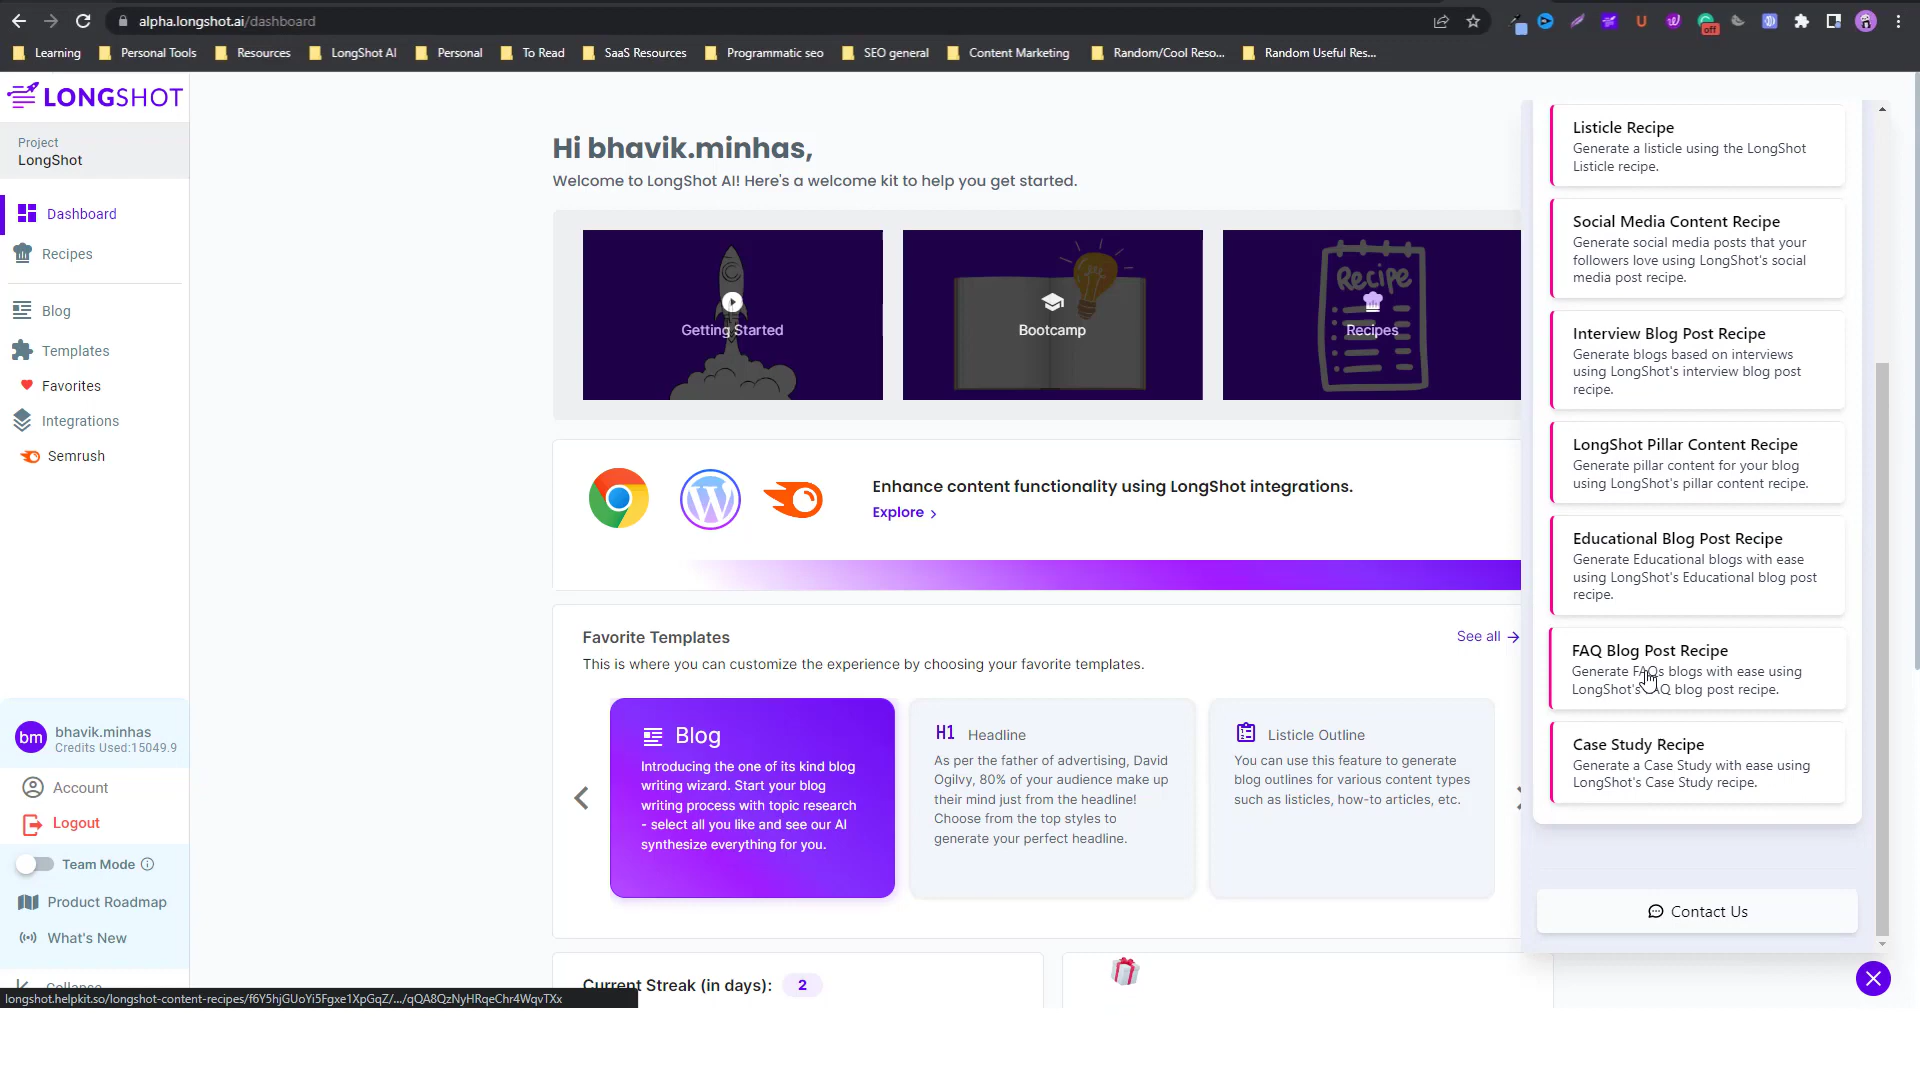 alpha.longshot.ai/dashboard
Learning
Personal Tools
Resources
LongShot AI
Personal
To Read
SaaS Resources
Programmatic seo
SEO general
Content Marketing
Random/Cool Reso...
Random Useful Res...
off
LONGSHOT
Project
LongShot
Dashboard
Recipes
Blog
Templates
Favorites
Integrations
Semrush
bm
bhavik.minhas
Credits Used:15049.9
Account
Logout
Team Mode
Product Roadmap
What's New
Collapse
longshot.helpkit.so/longshot-content-recipes/f6Y5hjGUoYi5Fgxe1XpGqZ/.../qQA8QzNyHRqeChr4WqvTXx
Hi bhavik.minhas,
Welcome to LongShot AI! Here's a welcome kit to help you get started.
Getting Started
Bootcamp
Recipe
Recipes
Enhance content functionality using LongShot integrations.
Explore
Favorite Templates
See all
This is where you can customize the experience by choosing your favorite templates.
Blog
Introducing the one of its kind blog
writing wizard. Start your blog
writing process with topic research
- select all you like and see our AI
synthesize everything for you.
H1 Headline
As per the father of advertising, David
Ogilvy, 80% of your audience make up
their mind just from the headline!
Choose from the top styles to
generate your perfect headline.
Listicle Outline
You can use this feature to generate
blog outlines for various content types
such as listicles, how-to articles, etc.
Current Streak (in days): 2
Listicle Recipe
Generate a listicle using the LongShot
Listicle recipe.
Social Media Content Recipe
Generate social media posts that your
followers love using LongShot's social
media post recipe.
Interview Blog Post Recipe
Generate blogs based on interviews
using LongShot's interview blog post
recipe.
LongShot Pillar Content Recipe
Generate pillar content for your blog
using LongShot's pillar content recipe.
Educational Blog Post Recipe
Generate Educational blogs with ease
using LongShot's Educational blog post
recipe.
FAQ Blog Post Recipe
Generate FAQs blogs with ease using
LongShot's FAQ blog post recipe.
Case Study Recipe
Generate a Case Study with ease using
LongShot's Case Study recipe.
Contact Us